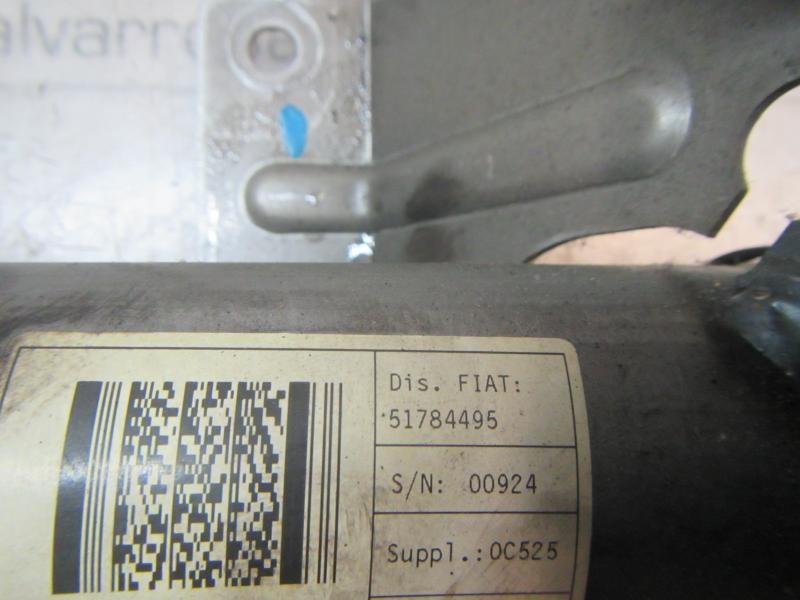 Dis. FIAT:
51784495
S/N: 00924
Suppl.:0C525